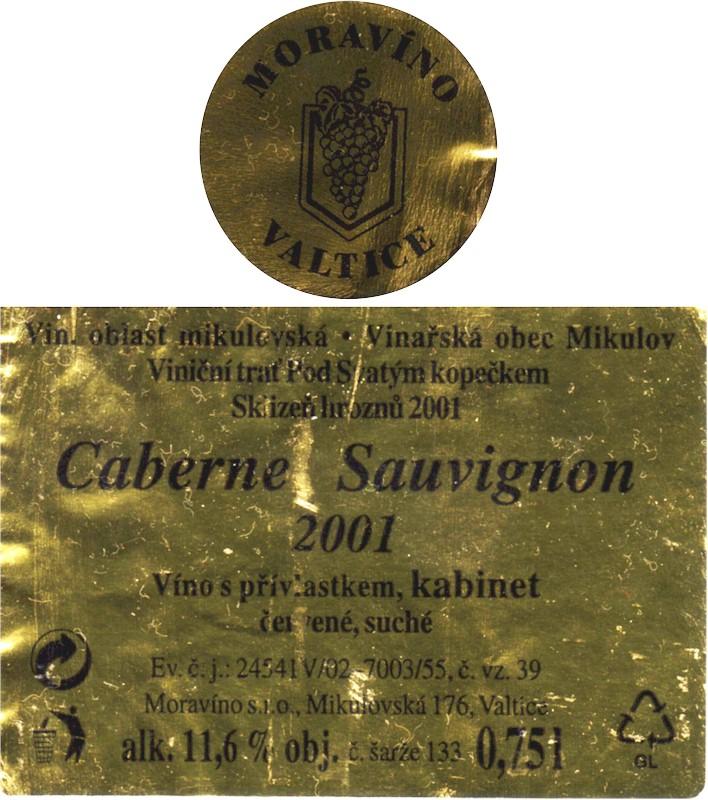 MORAVÍNO
VALTICE
Vin. oblast mikulovská • Vinařská obec Mikulov
Viniční trať Pod Svatým kopečkem
Sklizeň hroznů 2001
Caberne Sauvignon
2001
Víno s přívlastkem, kabinet
červené, suché
Ev. č. j.: 24541V/02 7003/55, č. vz. 39
Moravíno s.r.o., Mikulovská 176, Valtice
alk. 11,6 % obj. č. šarže 133 0,75l
GL